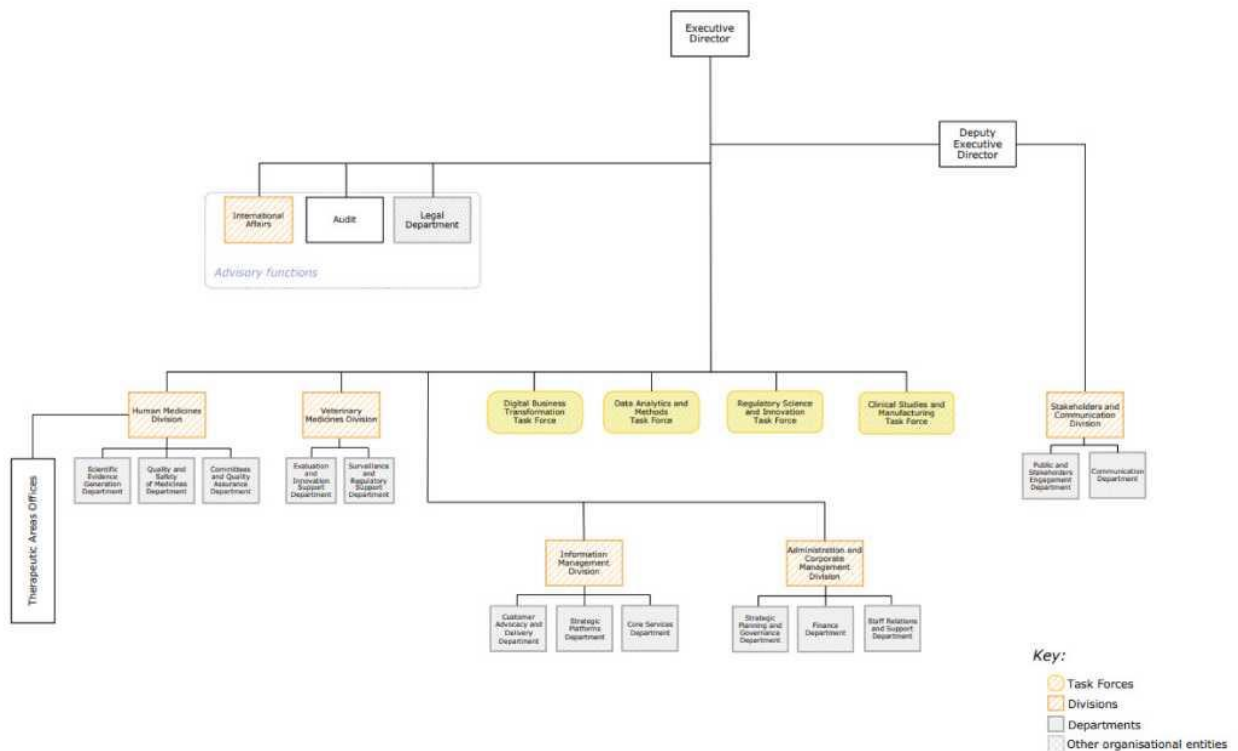 Executive
Director
Deputy
Executive
Director
International
Affairs
Audit
Legal
Department
Advisory functions
Human Medicines
Division
Veterinary
Medicines Division
Digital Business
Transformation
Task Force
Data Analytics and
Methods
Task Force
Regulatory Science
and Innovation
Task Force
Clinical Studies and
Manufacturing
Task Force
Stakeholders and
Communication
Division
Therapeutic Areas Offices
Scientific
Evidence
Generation
Department
Quality and
Safety
of Medicines
Department
Committees
and Quality
Assurance
Department
Evaluation
and
Innovation
Support
Department
Surveillance
and
Regulatory
Support
Department
Public and
Stakeholders
Engagement
Department
Communication
Department
Information
Management
Division
Administration and
Corporate
Management
Division
Customer
Advocacy and
Delivery
Department
Strategic
Platforms
Department
Core Services
Department
Strategic
Planning and
Governance
Department
Finance
Department
Staff Relations
and Support
Department
Key:
Task Forces
Divisions
Departments
Other organisational entities